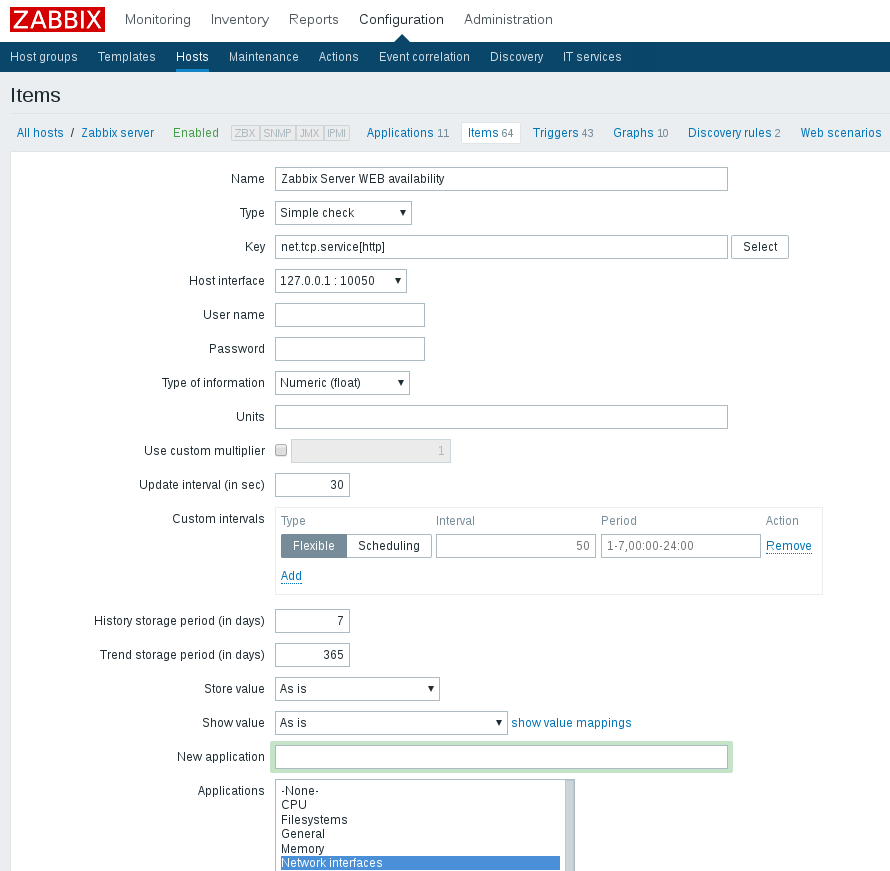 ZABBIX Monitoring Inventory Reports Configuration Administration
Host groups Templates Hosts Maintenance Actions Event correlation Discovery IT services
Items
All hosts / Zabbix server Enabled ZBX SNMP JMX IPMI Applications 11 Items 64 Triggers 43 Graphs 10 Discovery rules 2 Web scenarios
Name Zabbix Server WEB availability
Type Simple check
Key net.tcp.service[http] Select
Host interface 127.0.0.1 : 10050
User name
Password
Type of information Numeric (float)
Units
Use custom multiplier 1
Update interval (in sec) 30
Custom intervals Type Interval Period Action
Flexible Scheduling 50 1-7,00:00-24:00 Remove
Add
History storage period (in days) 7
Trend storage period (in days) 365
Store value As is
Show value As is show value mappings
New application
Applications -None-
CPU
Filesystems
General
Memory
Network interfaces